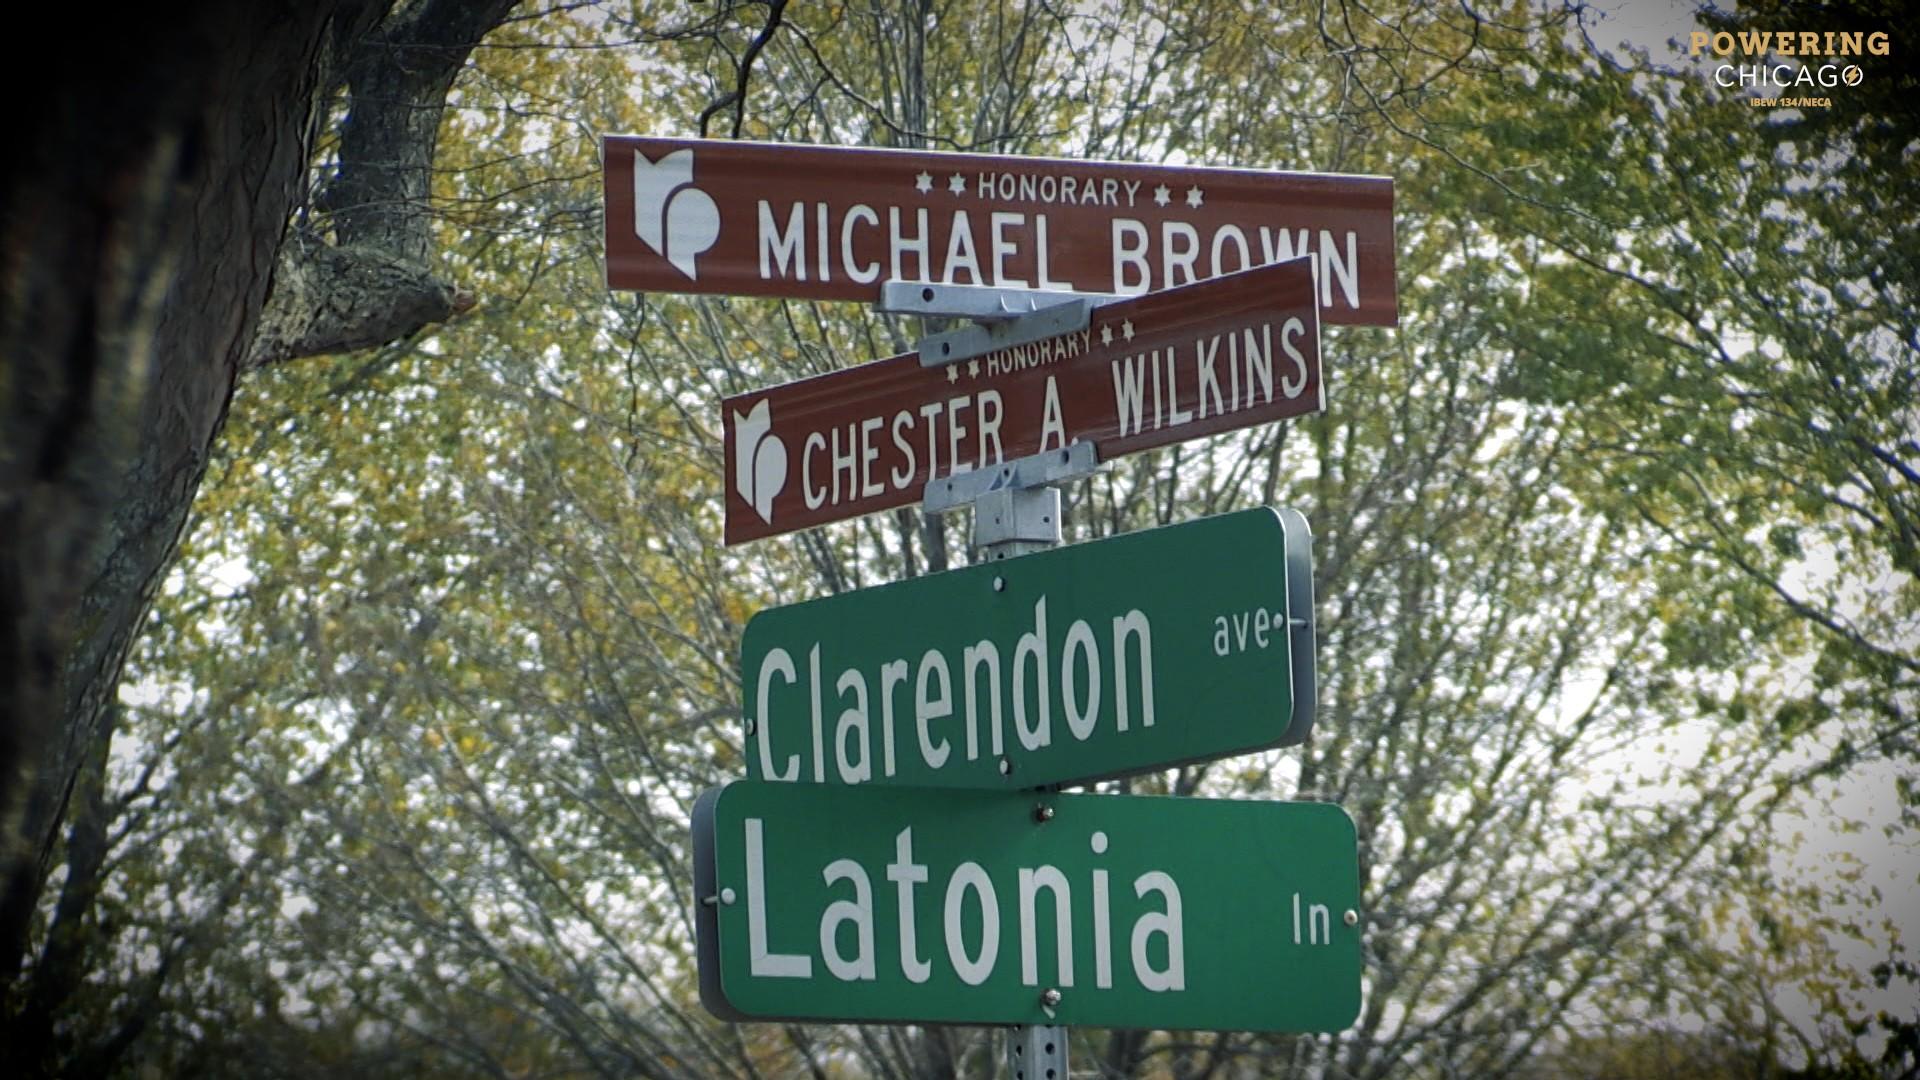 POWERING
CHICAGO
IBEW 134/NECA
HONORARY
MICHAEL BROWN
HONORARY
CHESTER A. WILKINS
Clarendon ave
Latonia ln